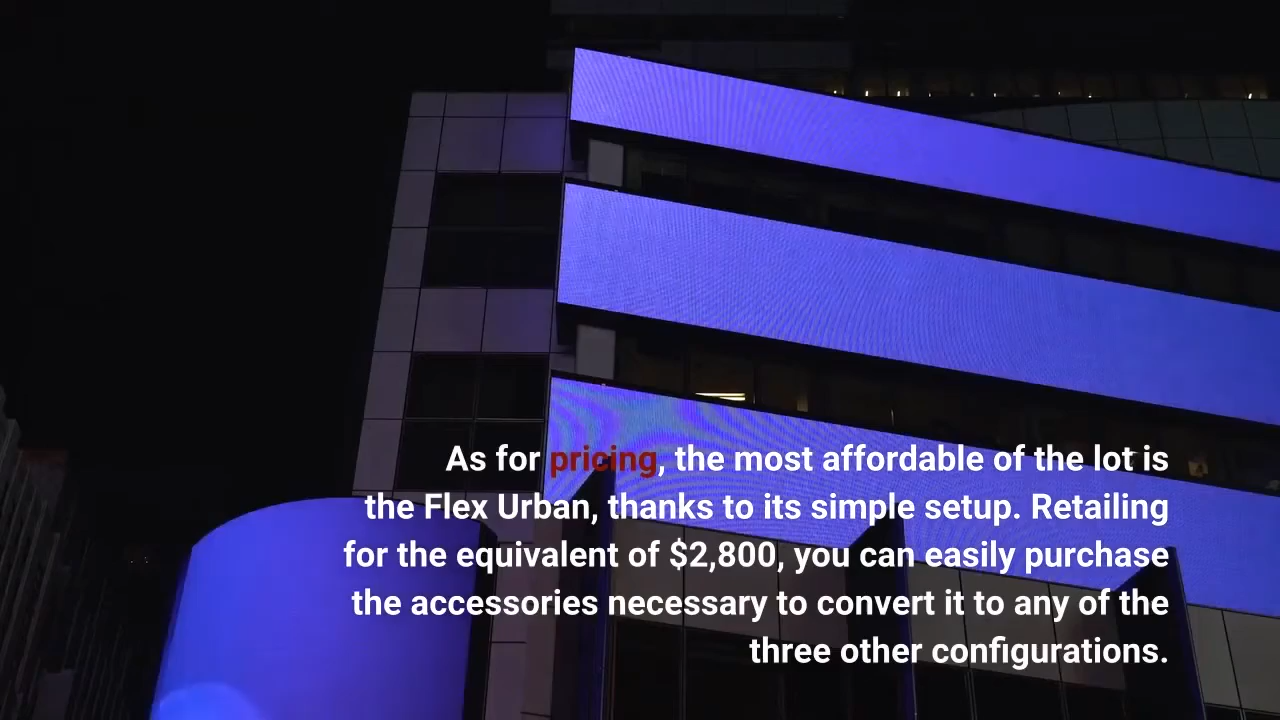 As for pricing, the most affordable of the lot is
the Flex Urban, thanks to its simple setup. Retailing
for the equivalent of $2,800, you can easily purchase
the accessories necessary to convert it to any of the
three other configurations.